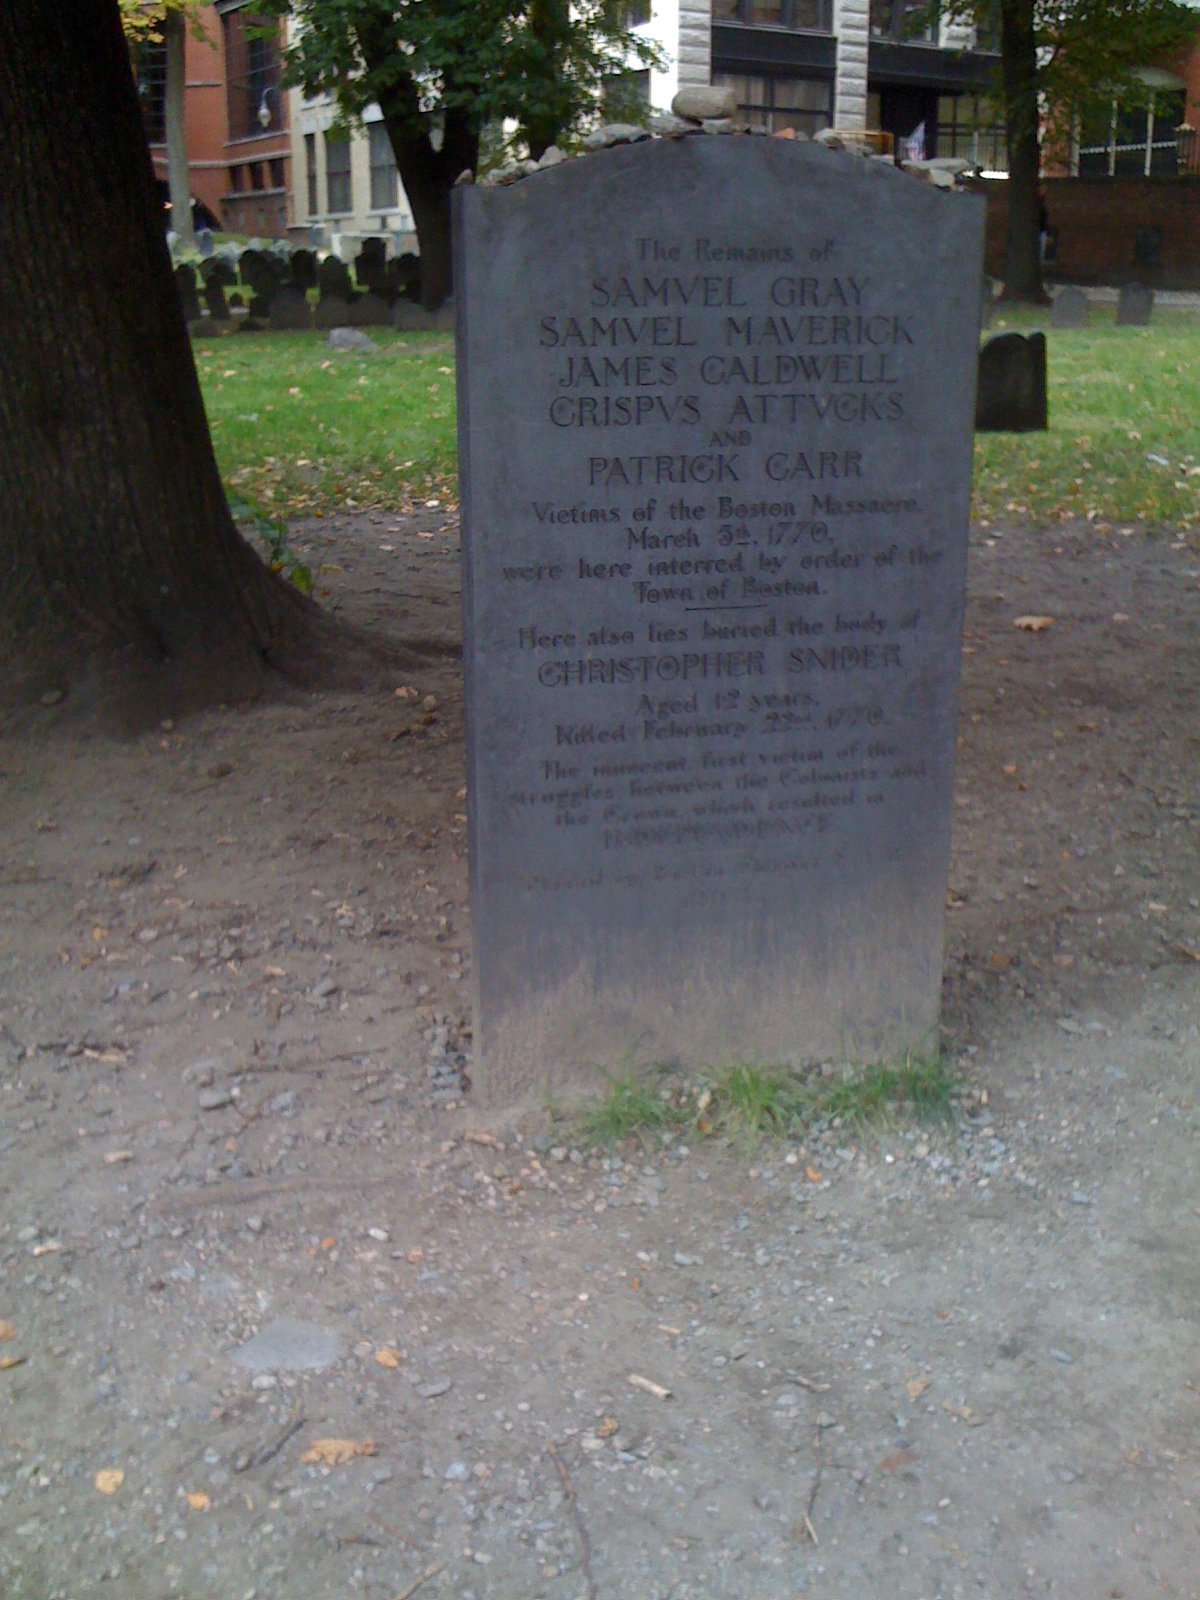 The Remains of
SAMVEL GRAY
SAMVEL MAVERICK
JAMES CALDWELL
CRISPVS ATTVCKS
AND
PATRICK CARR
Victims of the Boston Massacre,
March 5th, 1770,
were here interred by order of the
Town of Boston.
Here also lies buried the body of
CHRISTOPHER SNIDER
Aged 12 years,
Killed February 22nd, 1770.
The innocent first victim of the
struggles between the Colonists and
the Crown, which resulted in
INDEPENDENCE